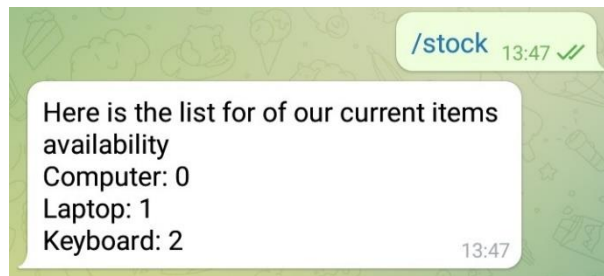 /stock 13:47
Here is the list for of our current items
availability
Computer: 0
Laptop: 1
Keyboard: 2
13:47